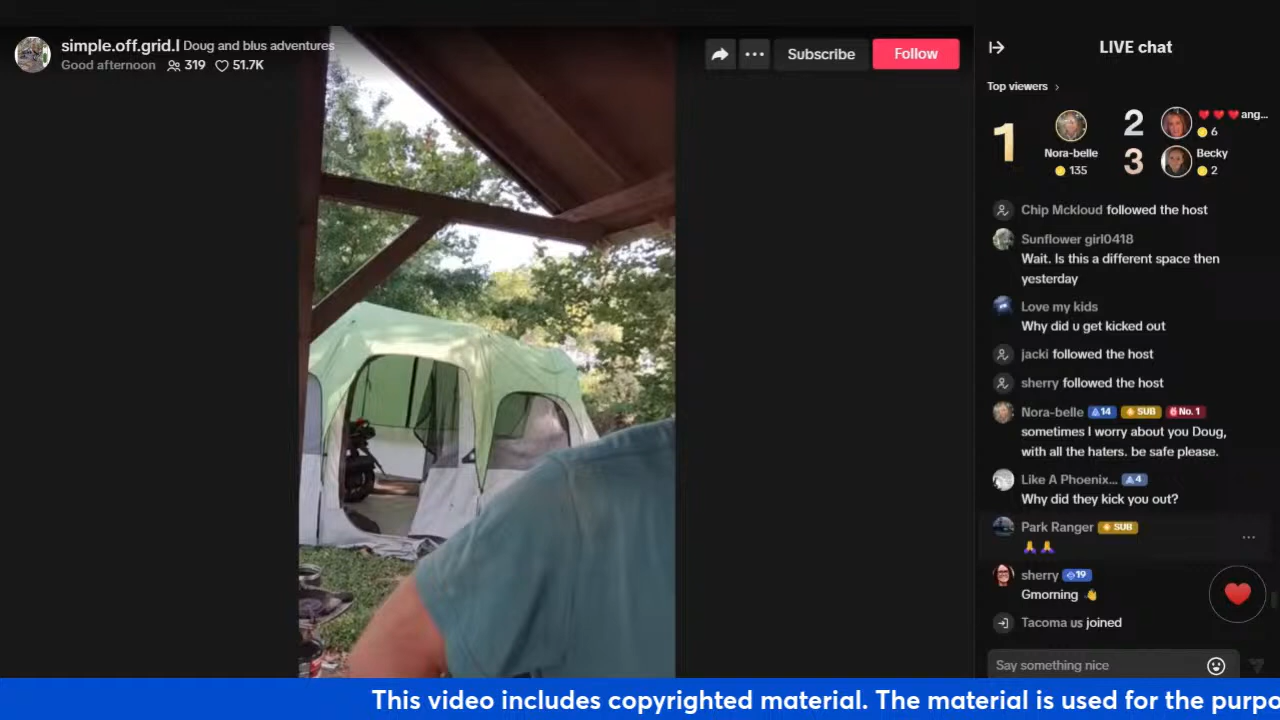 simple.off.grid.l Doug and blus adventures
Good afternoon 319 51.7K
Subscribe
Follow
LIVE chat
Top viewers
1
Nora-belle
135
2
ang...
6
3
Becky
2
Chip Mckloud followed the host
Sunflower girl0418
Wait. Is this a different space then
yesterday
Love my kids
Why did u get kicked out
jacki followed the host
sherry followed the host
Nora-belle 14 SUB No. 1
sometimes I worry about you Doug,
with all the haters. be safe please.
Like A Phoenix... 4
Why did they kick you out?
Park Ranger SUB
sherry 19
Gmorning
Tacoma us joined
Say something nice
This video includes copyrighted material. The material is used for the purpo